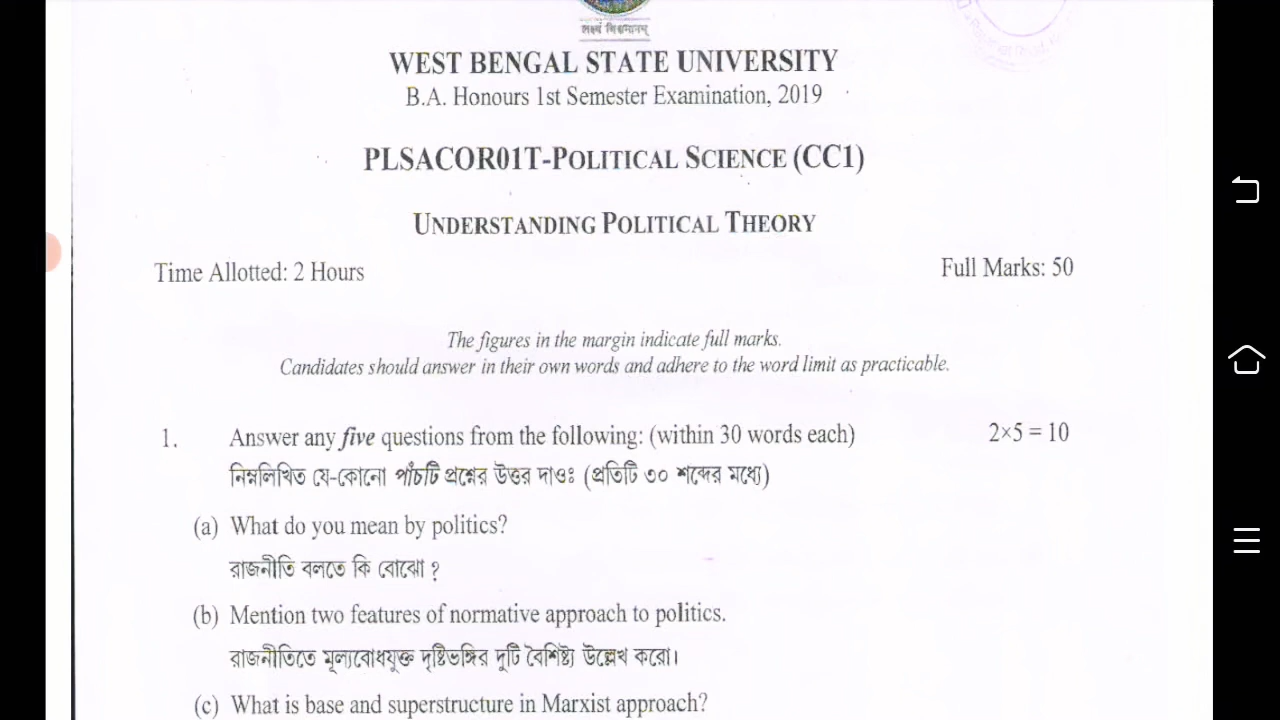 लक्ष्यं विश्वमानम्
WEST BENGAL STATE UNIVERSITY
B.A. Honours 1st Semester Examination, 2019
PLSACOR01T-POLITICAL SCIENCE (CC1)
UNDERSTANDING POLITICAL THEORY
Time Allotted: 2 Hours
Full Marks: 50
The figures in the margin indicate full marks.
Candidates should answer in their own words and adhere to the word limit as practicable.
1. Answer any five questions from the following: (within 30 words each) 2×5 = 10
নিম্নলিখিত যে-কোনো পাঁচটি প্রশ্নের উত্তর দাওঃ (প্রতিটি ৩০ শব্দের মধ্যে)
(a) What do you mean by politics?
রাজনীতি বলতে কি বোঝো ?
(b) Mention two features of normative approach to politics.
রাজনীতিতে মূল্যবোধযুক্ত দৃষ্টিভঙ্গির দুটি বৈশিষ্ট্য উল্লেখ করো।
(c) What is base and superstructure in Marxist approach?